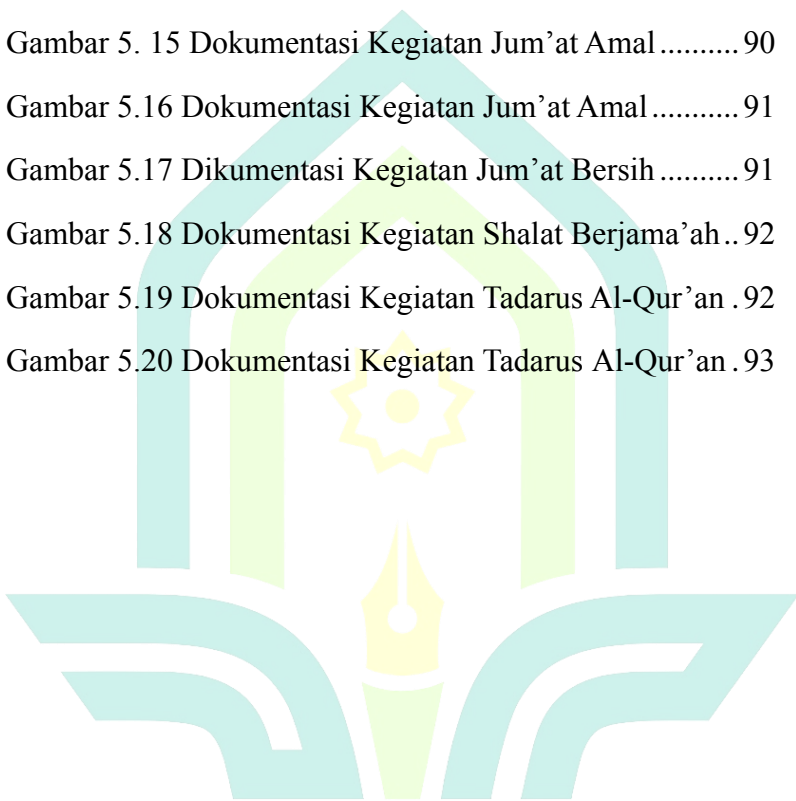 Gambar 5. 15 Dokumentasi Kegiatan Jum’at Amal .......... 90
Gambar 5.16 Dokumentasi Kegiatan Jum’at Amal ........... 91
Gambar 5.17 Dikumentasi Kegiatan Jum’at Bersih .......... 91
Gambar 5.18 Dokumentasi Kegiatan Shalat Berjama’ah .. 92
Gambar 5.19 Dokumentasi Kegiatan Tadarus Al-Qur’an . 92
Gambar 5.20 Dokumentasi Kegiatan Tadarus Al-Qur’an . 93